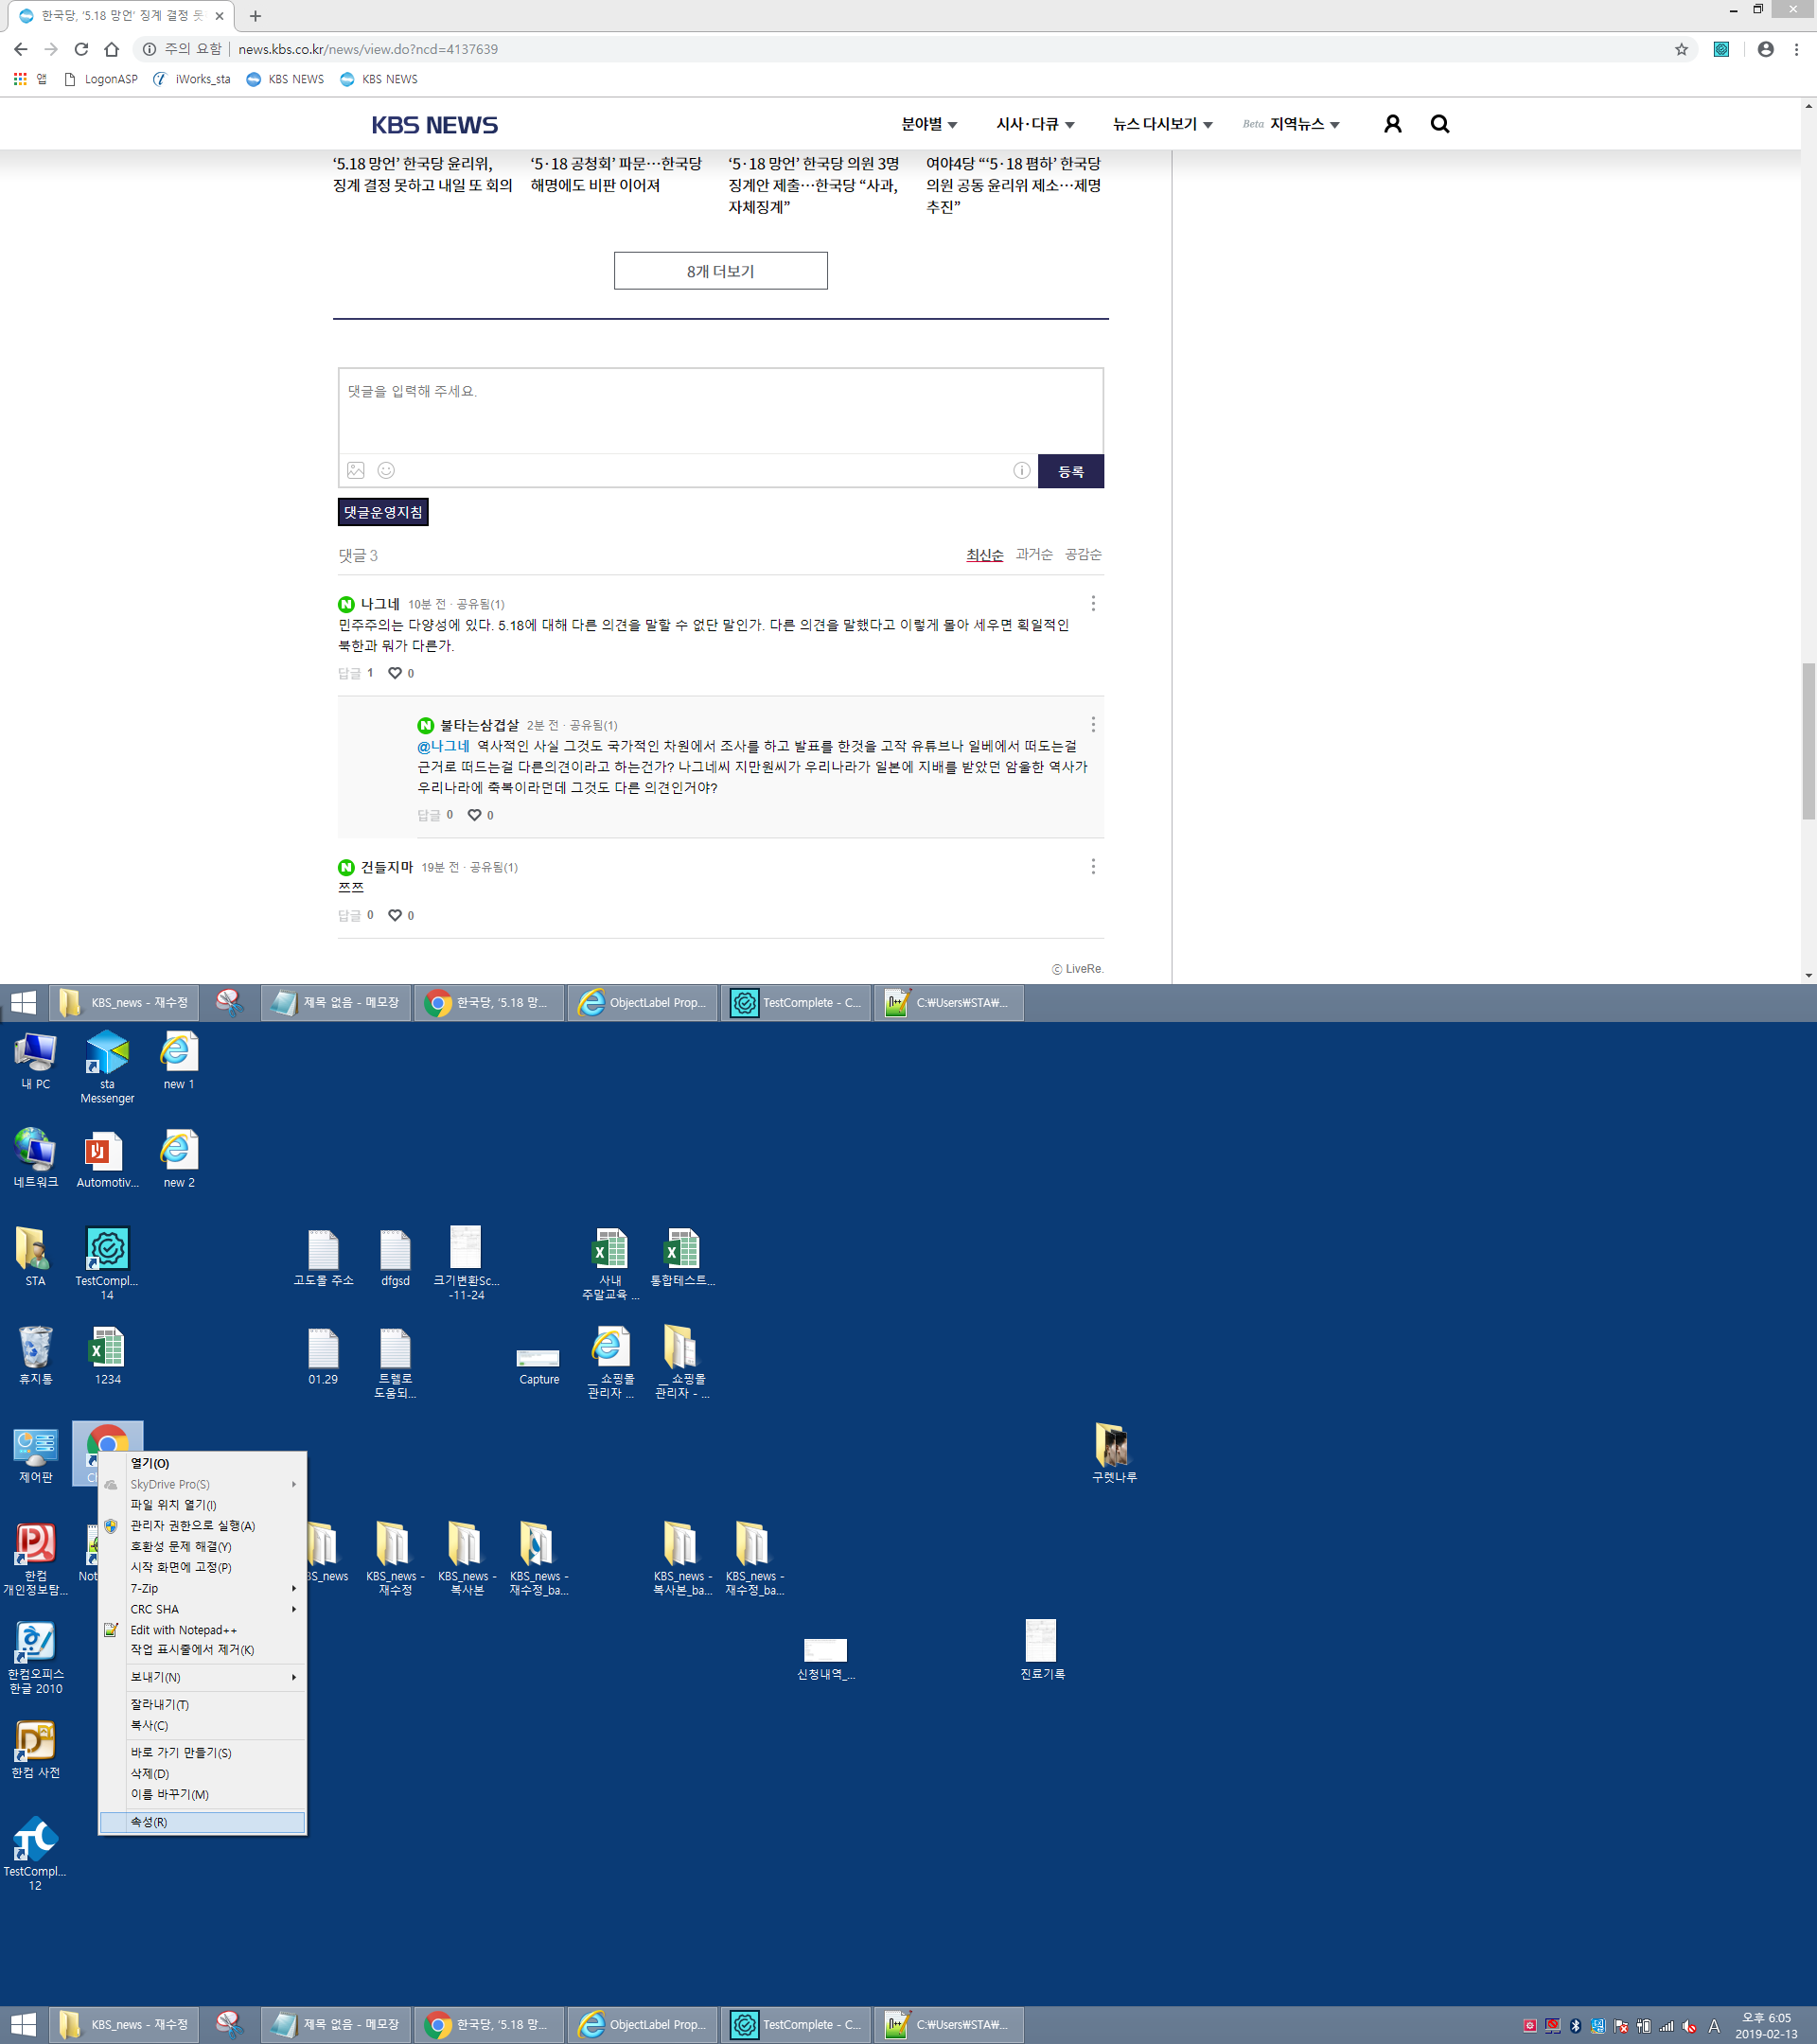 한국당, ‘5.18 망언’ 징계 결정 못
주의 요함 | news.kbs.co.kr/news/view.do?ncd=4137639
앱 LogonASP iWorks_sta KBS NEWS KBS NEWS
KBS NEWS 분야별 시사·다큐 뉴스 다시보기 Beta 지역뉴스
‘5.18 망언’ 한국당 윤리위,
징계 결정 못하고 내일 또 회의
‘5·18 공청회’ 파문…한국당
해명에도 비판 이어져
‘5·18 망언’ 한국당 의원 3명
징계안 제출…한국당 “사과,
자체징계”
여야4당 “‘5·18 폄하’ 한국당
의원 공동 윤리위 제소…제명
추진”
8개 더보기
댓글을 입력해 주세요.
등록
댓글운영지침
댓글 3
최신순 과거순 공감순
나그네 10분 전 · 공유됨(1)
민주주의는 다양성에 있다. 5.18에 대해 다른 의견을 말할 수 없단 말인가. 다른 의견을 말했다고 이렇게 몰아 세우면 획일적인
북한과 뭐가 다른가.
답글 1 0
불타는삼겹살 2분 전 · 공유됨(1)
@나그네 역사적인 사실 그것도 국가적인 차원에서 조사를 하고 발표를 한것을 고작 유튜브나 일베에서 떠도는걸
근거로 떠드는걸 다른의견이라고 하는건가? 나그네씨 지만원씨가 우리나라가 일본에 지배를 받았던 암울한 역사가
우리나라에 축복이라던데 그것도 다른 의견인거야?
답글 0 0
건들지마 19분 전 · 공유됨(1)
쯔쯔
답글 0 0
ⓒ LiveRe.
KBS_news - 재수정 제목 없음 - 메모장 한국당, ‘5.18 망... ObjectLabel Prop... TestComplete - C... C:₩Users₩STA₩...
내 PC
sta
Messenger
new 1
네트워크
Automotiv...
new 2
STA
TestCompl...
14
고도몰 주소
dfgsd
크기변환Sc...
-11-24
사내
주말교육 ...
통합테스트...
휴지통
1234
01.29
트렐로
도움되...
Capture
__ 쇼핑몰
관리자 ...
__ 쇼핑몰
관리자 - ...
제어판
구렛나루
열기(O)
SkyDrive Pro(S)
파일 위치 열기(I)
관리자 권한으로 실행(A)
호환성 문제 해결(Y)
시작 화면에 고정(P)
7-Zip
CRC SHA
Edit with Notepad++
작업 표시줄에서 제거(K)
보내기(N)
잘라내기(T)
복사(C)
바로 가기 만들기(S)
삭제(D)
이름 바꾸기(M)
속성(R)
한컴
개인정보탐...
KBS_news -
재수정
KBS_news -
복사본
KBS_news -
재수정_ba...
KBS_news -
복사본_ba...
KBS_news -
재수정_ba...
한컴오피스
한글 2010
신청내역_...
진료기록
한컴 사전
TestCompl...
12
KBS_news - 재수정 제목 없음 - 메모장 한국당, ‘5.18 망... ObjectLabel Prop... TestComplete - C... C:₩Users₩STA₩...
A
오후 6:05
2019-02-13